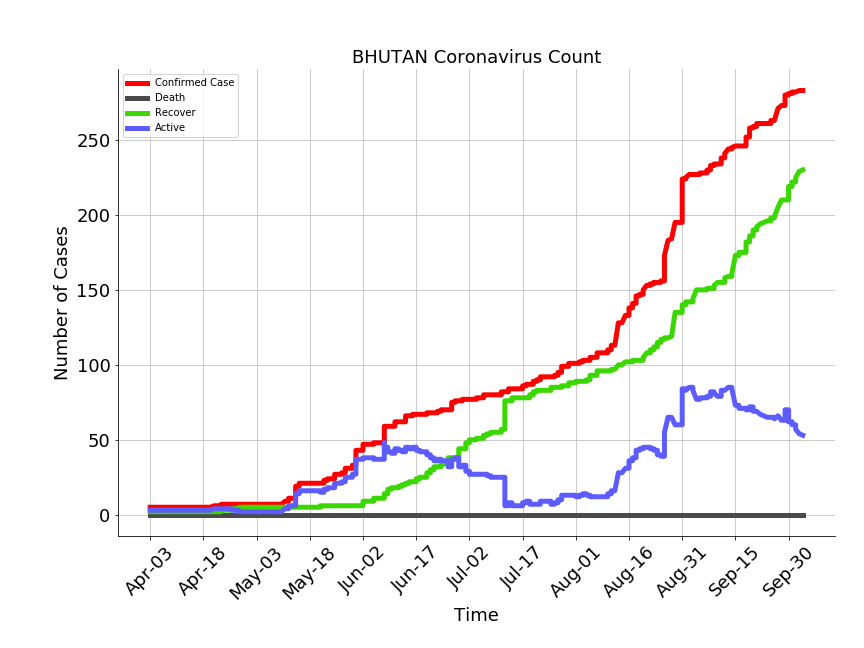 BHUTAN Coronavirus Count
Confirmed Case
Death
Recover
Active
250
200
150
100
50
0
Number of Cases
Apr-03
Apr-18
May-03
May-18
Jun-02
Jun-17
Jul-02
Jul-17
Aug-01
Aug-16
Aug-31
Sep-15
Sep-30
Time